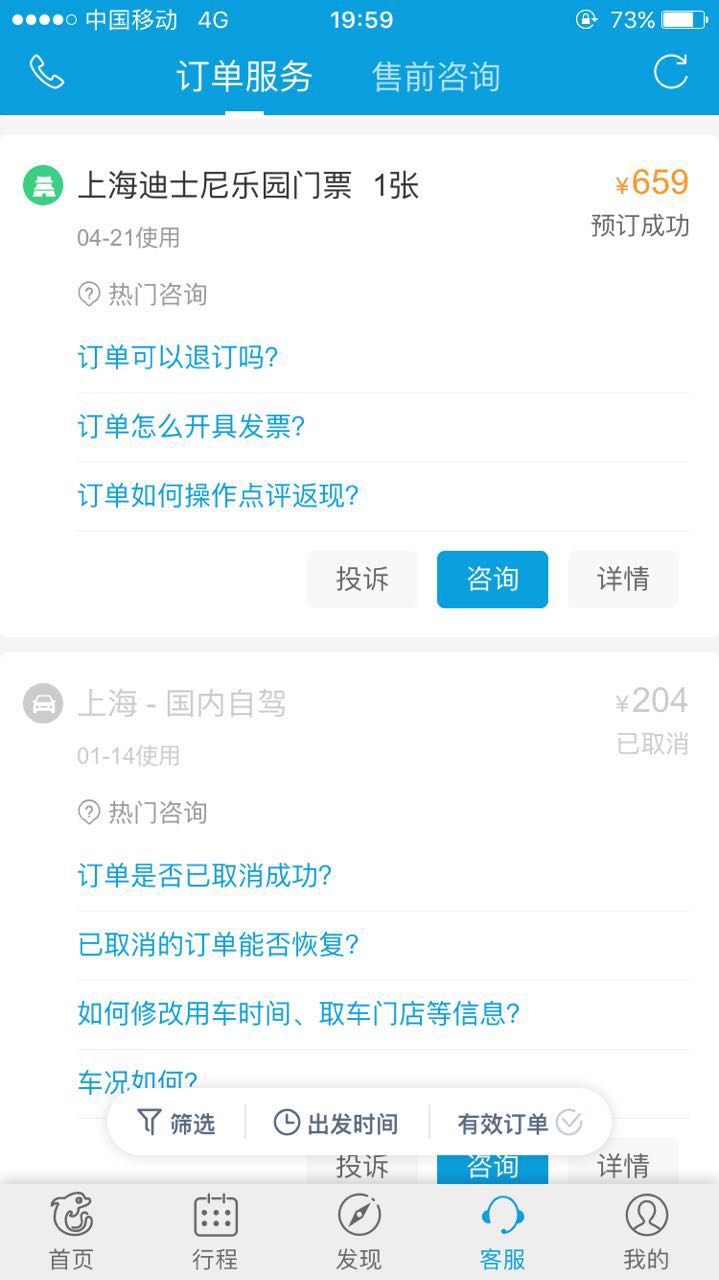 中国移动 4G 19:59 73%
订单服务 售前咨询
上海迪士尼乐园门票 1张 ¥659
04-21使用 预订成功
热门咨询
订单可以退订吗?
订单怎么开具发票?
订单如何操作点评返现?
投诉 咨询 详情
上海 - 国内自驾 ¥204
01-14使用 已取消
热门咨询
订单是否已取消成功?
已取消的订单能否恢复?
如何修改用车时间、取车门店等信息?
车况如何?
筛选 出发时间 有效订单
投诉 咨询 详情
首页 行程 发现 客服 我的